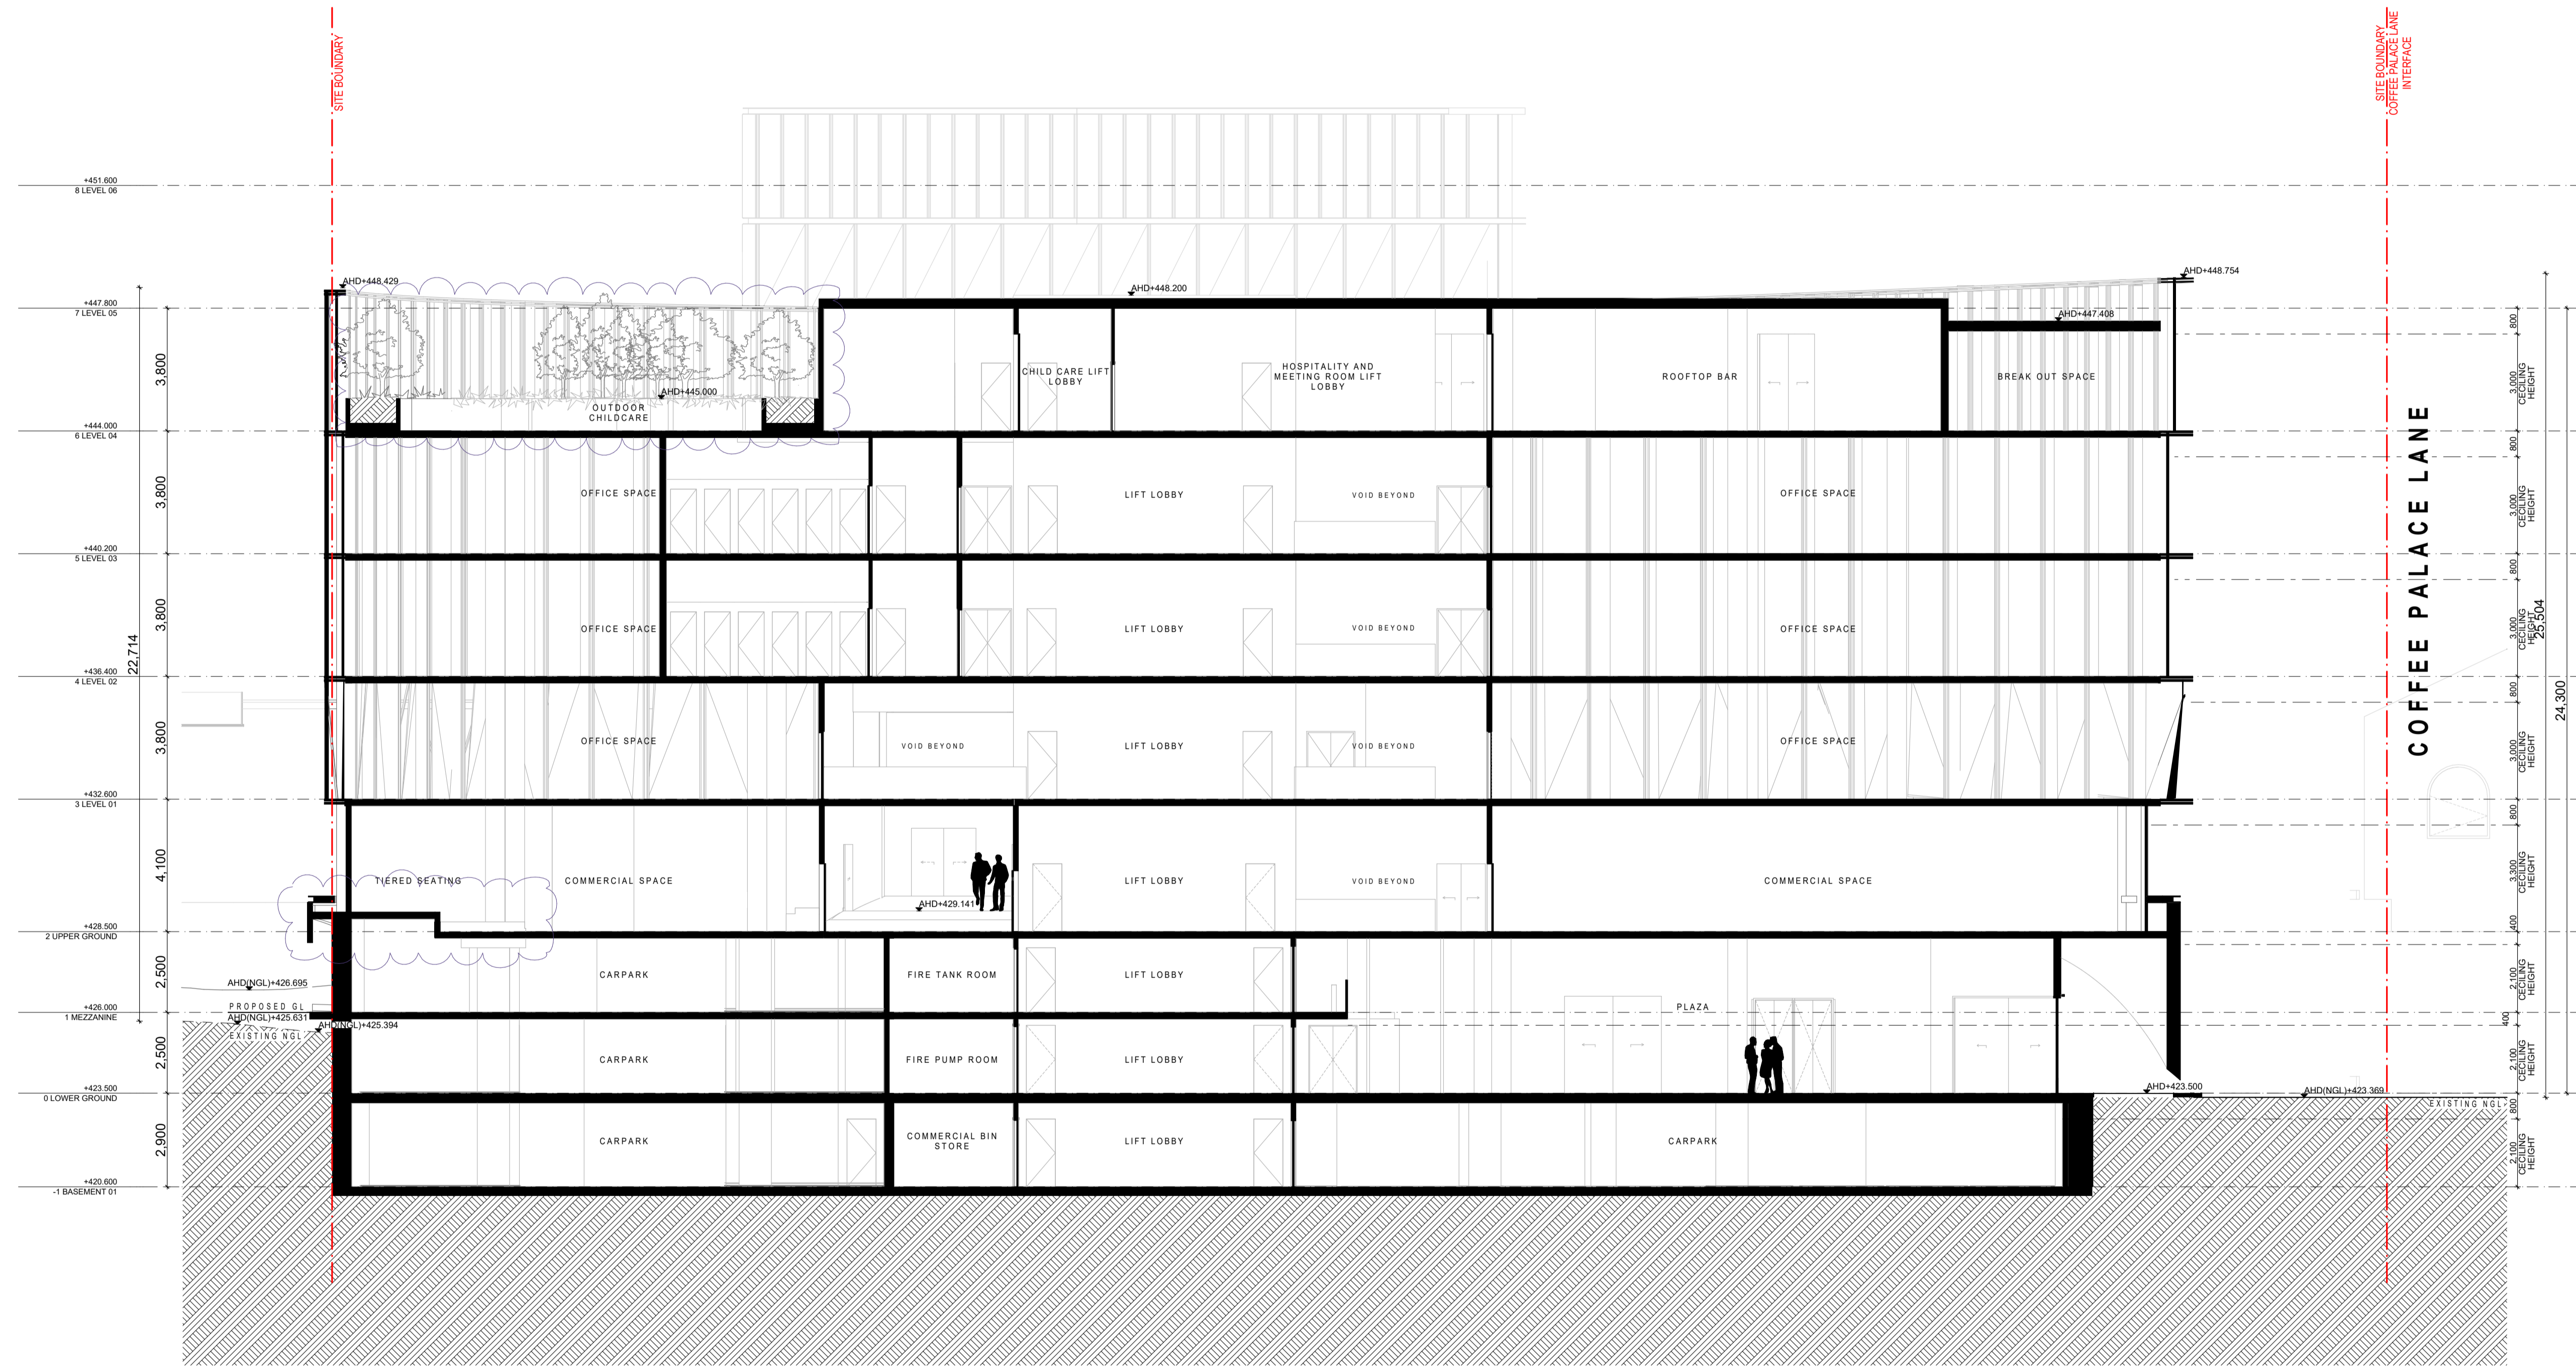 SITE BOUNDARY
SITE BOUNDARY
COFFEE PALACE LANE
INTERFACE
+451.600
8 LEVEL 06
AHD+448.429
AHD+448.200
AHD+448.754
+447.800
7 LEVEL 05
AHD+447.408
800
3,800
CHILD CARE LIFT
LOBBY
HOSPITALITY AND
MEETING ROOM LIFT
LOBBY
ROOFTOP BAR
BREAK OUT SPACE
3,000
CECILING
HEIGHT
AHD+445.000
OUTDOOR
CHILDCARE
+444.000
6 LEVEL 04
800
3,800
OFFICE SPACE
LIFT LOBBY
VOID BEYOND
OFFICE SPACE
3,000
CECILING
HEIGHT
COFFEE PALACE LANE
+440.200
5 LEVEL 03
800
3,800
OFFICE SPACE
LIFT LOBBY
VOID BEYOND
OFFICE SPACE
3,000
CECILING
HEIGHT
25,504
22,714
+436.400
4 LEVEL 02
800
24,300
3,800
OFFICE SPACE
VOID BEYOND
LIFT LOBBY
VOID BEYOND
OFFICE SPACE
3,000
CECILING
HEIGHT
+432.600
3 LEVEL 01
800
4,100
TIERED SEATING
COMMERCIAL SPACE
LIFT LOBBY
VOID BEYOND
COMMERCIAL SPACE
3,300
CECILING
HEIGHT
AHD+429.141
+428.500
2 UPPER GROUND
400
2,500
CARPARK
FIRE TANK ROOM
LIFT LOBBY
2,100
CECILING
HEIGHT
AHD(NGL)+426.695
PROPOSED GL
PLAZA
+426.000
1 MEZZANINE
AHD(NGL)+425.631
AHD(NGL)+425.394
EXISTING NGL
400
2,500
CARPARK
FIRE PUMP ROOM
LIFT LOBBY
2,100
CECILING
HEIGHT
+423.500
0 LOWER GROUND
AHD+423.500
AHD(NGL)+423.369
EXISTING NGL
800
2,900
CARPARK
COMMERCIAL BIN
STORE
LIFT LOBBY
CARPARK
2,100
CECILING
HEIGHT
+420.600
-1 BASEMENT 01